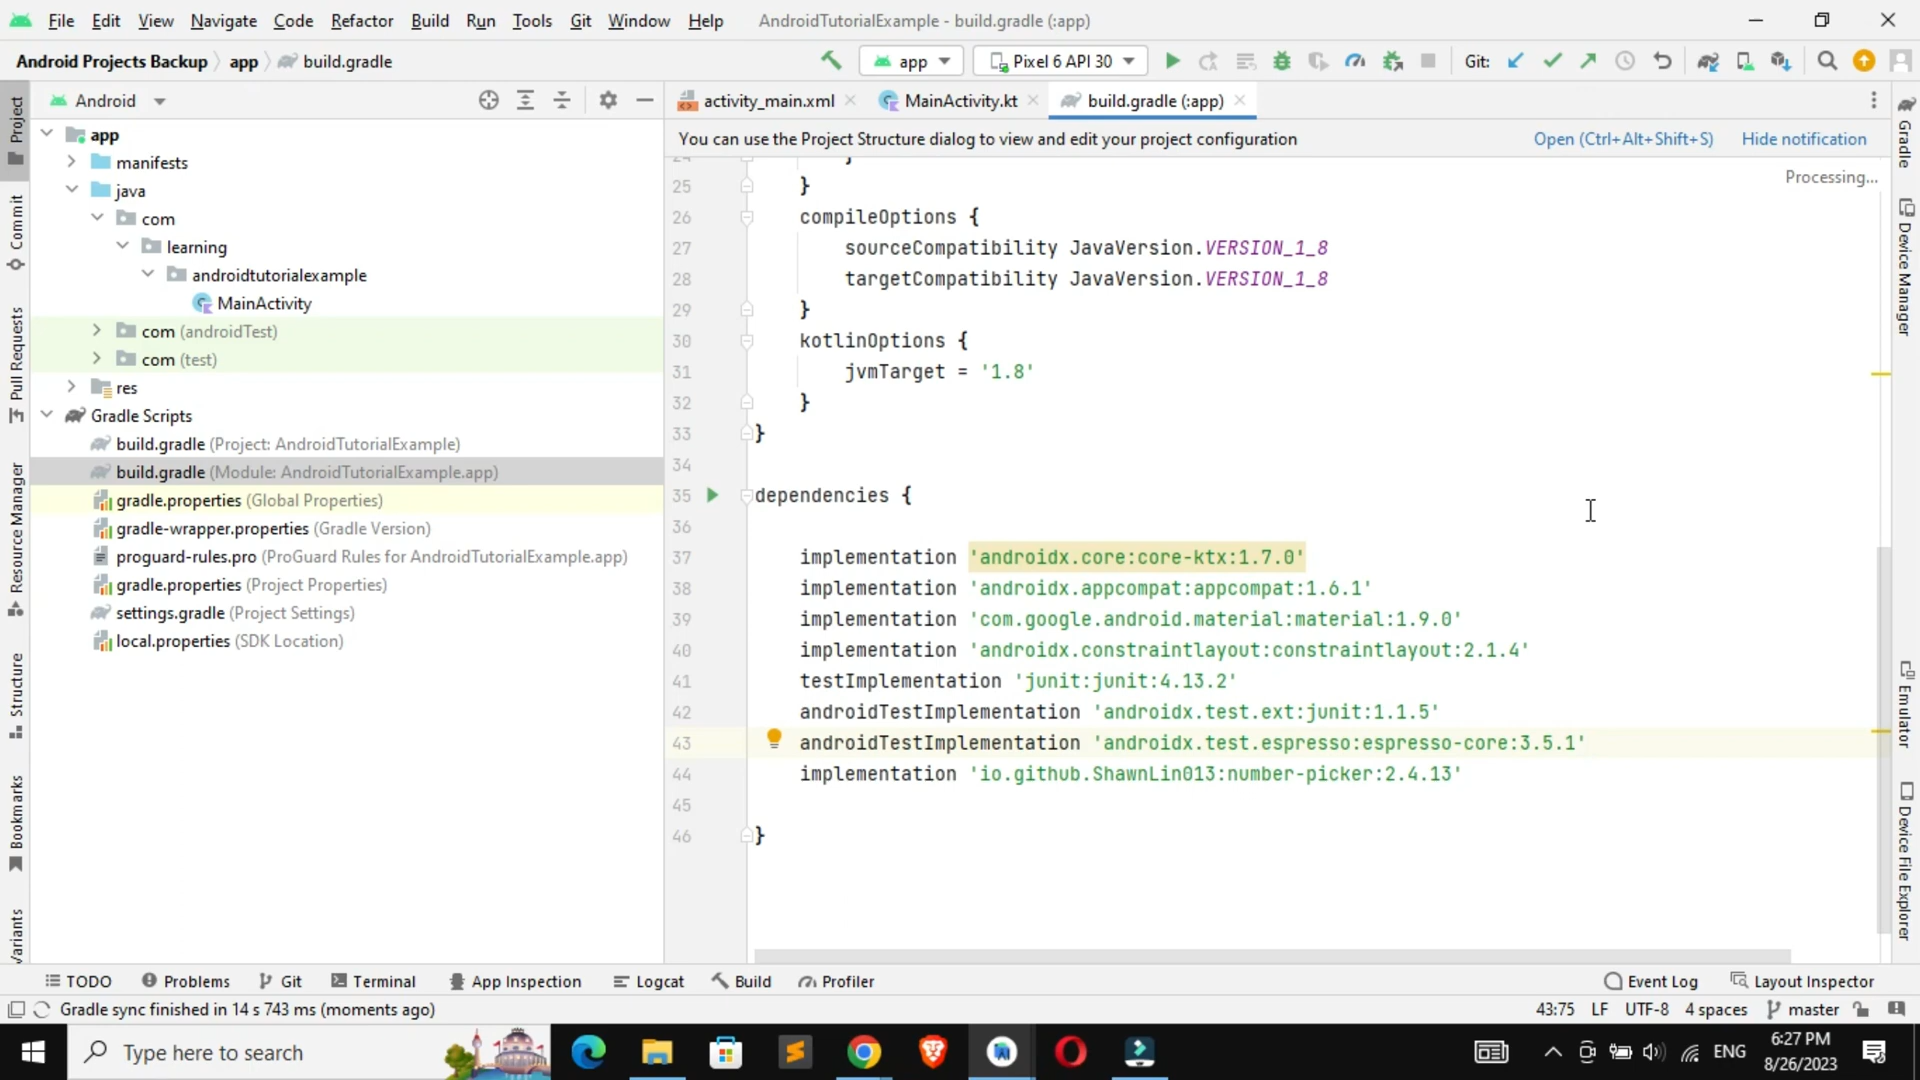 File Edit View Navigate Code Refactor Build Run Tools Git Window Help AndroidTutorialExample - build.gradle (:app)
Android Projects Backup app build.gradle app Pixel 6 API 30 Git:
Android
activity_main.xml MainActivity.kt build.gradle (:app)
You can use the Project Structure dialog to view and edit your project configuration Open (Ctrl+Alt+Shift+S) Hide notification
Processing...
Project
Commit
Pull Requests
Resource Manager
Structure
Bookmarks
app
manifests
java
com
learning
androidtutorialexample
MainActivity
com (androidTest)
com (test)
res
Gradle Scripts
build.gradle (Project: AndroidTutorialExample)
build.gradle (Module: AndroidTutorialExample.app)
gradle.properties (Global Properties)
gradle-wrapper.properties (Gradle Version)
proguard-rules.pro (ProGuard Rules for AndroidTutorialExample.app)
gradle.properties (Project Properties)
settings.gradle (Project Settings)
local.properties (SDK Location)
24 }
25 }
26 compileOptions {
27 sourceCompatibility JavaVersion.VERSION_1_8
28 targetCompatibility JavaVersion.VERSION_1_8
29 }
30 kotlinOptions {
31 jvmTarget = '1.8'
32 }
33 }
34
35 dependencies {
36
37 implementation 'androidx.core:core-ktx:1.7.0'
38 implementation 'androidx.appcompat:appcompat:1.6.1'
39 implementation 'com.google.android.material:material:1.9.0'
40 implementation 'androidx.constraintlayout:constraintlayout:2.1.4'
41 testImplementation 'junit:junit:4.13.2'
42 androidTestImplementation 'androidx.test.ext:junit:1.1.5'
43 androidTestImplementation 'androidx.test.espresso:espresso-core:3.5.1'
44 implementation 'io.github.ShawnLin013:number-picker:2.4.13'
45
46 }
Gradle
Device Manager
Emulator
Device File Explorer
TODO Problems Git Terminal App Inspection Logcat Build Profiler Event Log Layout Inspector
Gradle sync finished in 14 s 743 ms (moments ago) 43:75 LF UTF-8 4 spaces master
Type here to search ENG 6:27 PM
8/26/2023